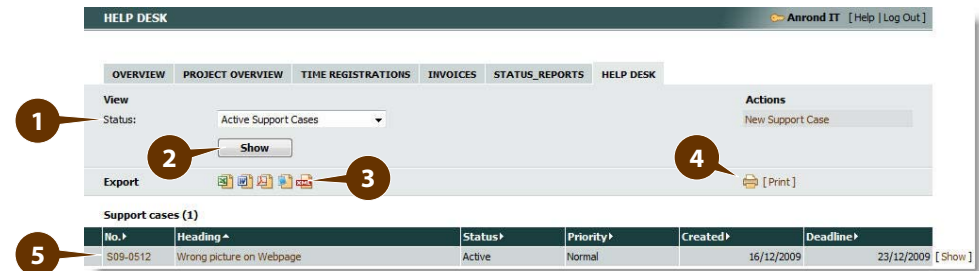 HELP DESK
Anrond IT [ Help | Log Out ]
OVERVIEW PROJECT OVERVIEW TIME REGISTRATIONS INVOICES STATUS_REPORTS HELP DESK
View Actions
1 Status: Active Support Cases New Support Case
2 Show
4
Export 3 [ Print ]
Support cases (1)
No. Heading Status Priority Created Deadline
5 S09-0512 Wrong picture on Webpage Active Normal 16/12/2009 23/12/2009 [ Show ]